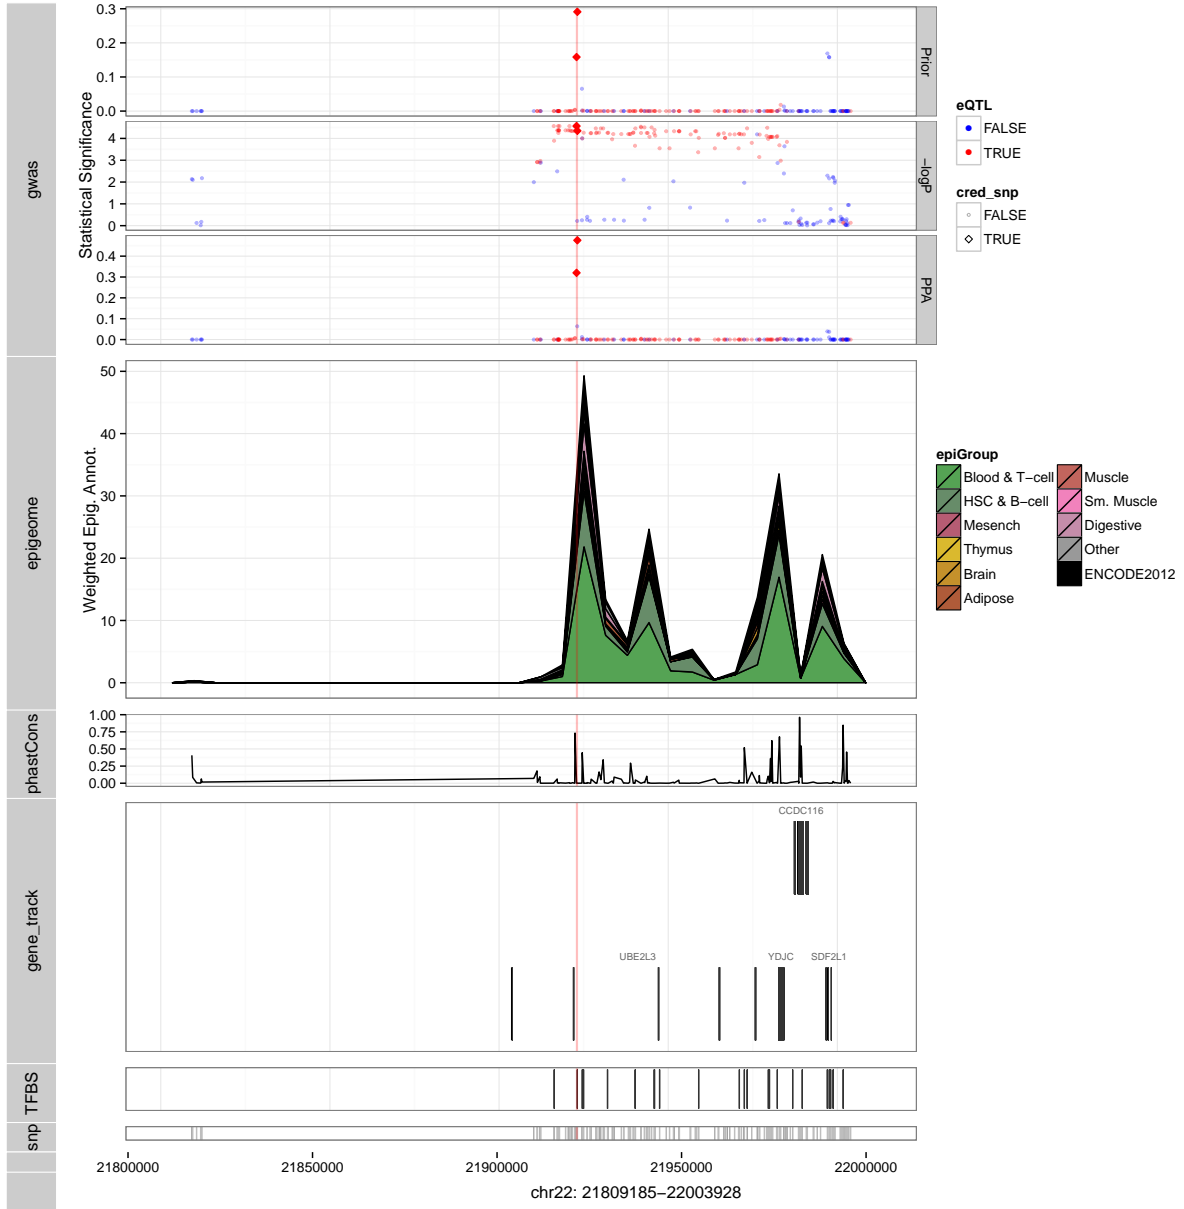 gwas
Statistical Significance
0.3
0.2
0.1
0.0
Prior
4
3
2
1
0
−logP
0.4
0.3
0.2
0.1
0.0
PPA
eQTL
FALSE
TRUE
cred_snp
FALSE
TRUE
epigeome
Weighted Epig. Annot.
50
40
30
20
10
0
epiGroup
Blood & T−cell
HSC & B−cell
Mesench
Thymus
Brain
Adipose
Muscle
Sm. Muscle
Digestive
Other
ENCODE2012
phastCons
1.00
0.75
0.50
0.25
0.00
gene_track
CCDC116
UBE2L3
YDJC
SDF2L1
TFBS
snp
21800000
21850000
21900000
21950000
22000000
chr22: 21809185−22003928